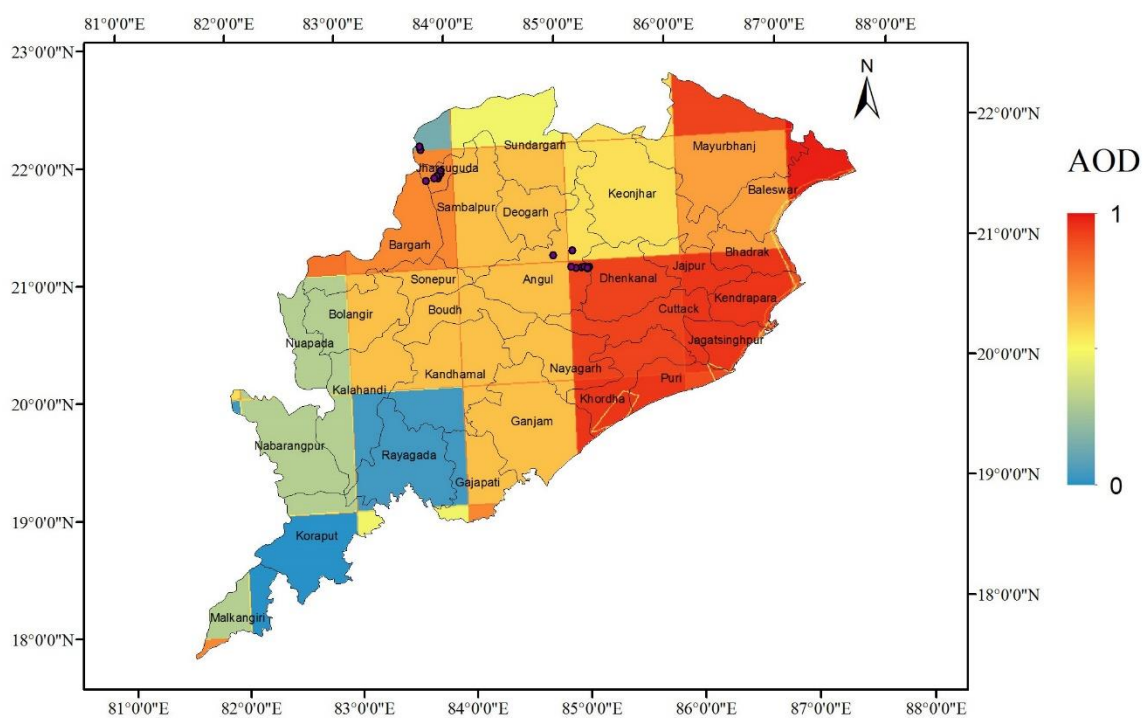 81°0'0"E 82°0'0"E 83°0'0"E 84°0'0"E 85°0'0"E 86°0'0"E 87°0'0"E 88°0'0"E
23°0'0"N
N
22°0'0"N
Sundargarh
Mayurbhanj
AOD
22°0'0"N
Jharsuguda
Keonjhar
Baleswar
Sambalpur
Deogarh
1
Bargarh
21°0'0"N
Bhadrak
Jajpur
21°0'0"N
Sonepur
Angul
Dhenkanal
Kendrapara
Bolangir
Boudh
Cuttack
Nuapada
Jagatsinghpur
20°0'0"N
Nayagarh
Kandhamal
Puri
Kalahandi
Khordha
20°0'0"N
Ganjam
Nabarangpur
Rayagada
19°0'0"N
Gajapati
0
19°0'0"N
Koraput
18°0'0"N
Malkangiri
18°0'0"N
81°0'0"E 82°0'0"E 83°0'0"E 84°0'0"E 85°0'0"E 86°0'0"E 87°0'0"E 88°0'0"E